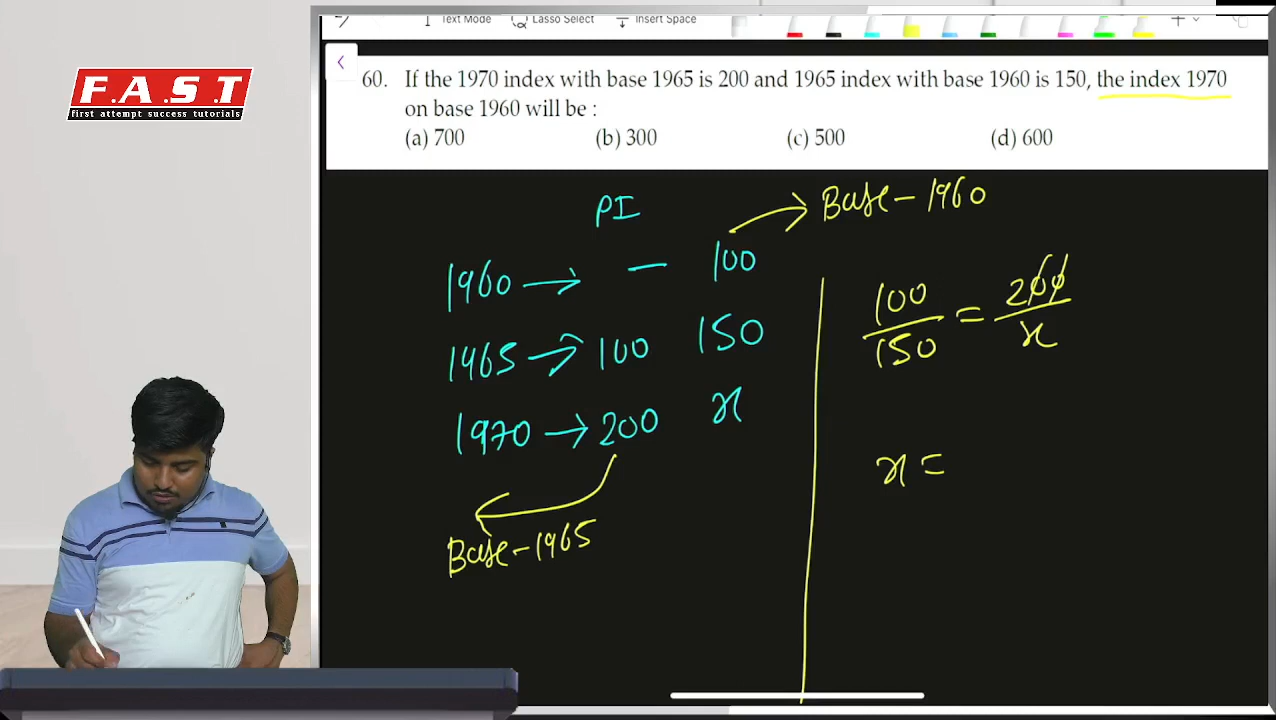 Text Mode Lasso Select Insert Space
F.A.S.T
first attempt success tutorials
60. If the 1970 index with base 1965 is 200 and 1965 index with base 1960 is 150, the index 1970
on base 1960 will be :
(a) 700 (b) 300 (c) 500 (d) 600
PI
Base - 1960
1960 → — 100
1965 → 100 150
1970 → 200 x
Base - 1965
100/150 = 200/x
x =